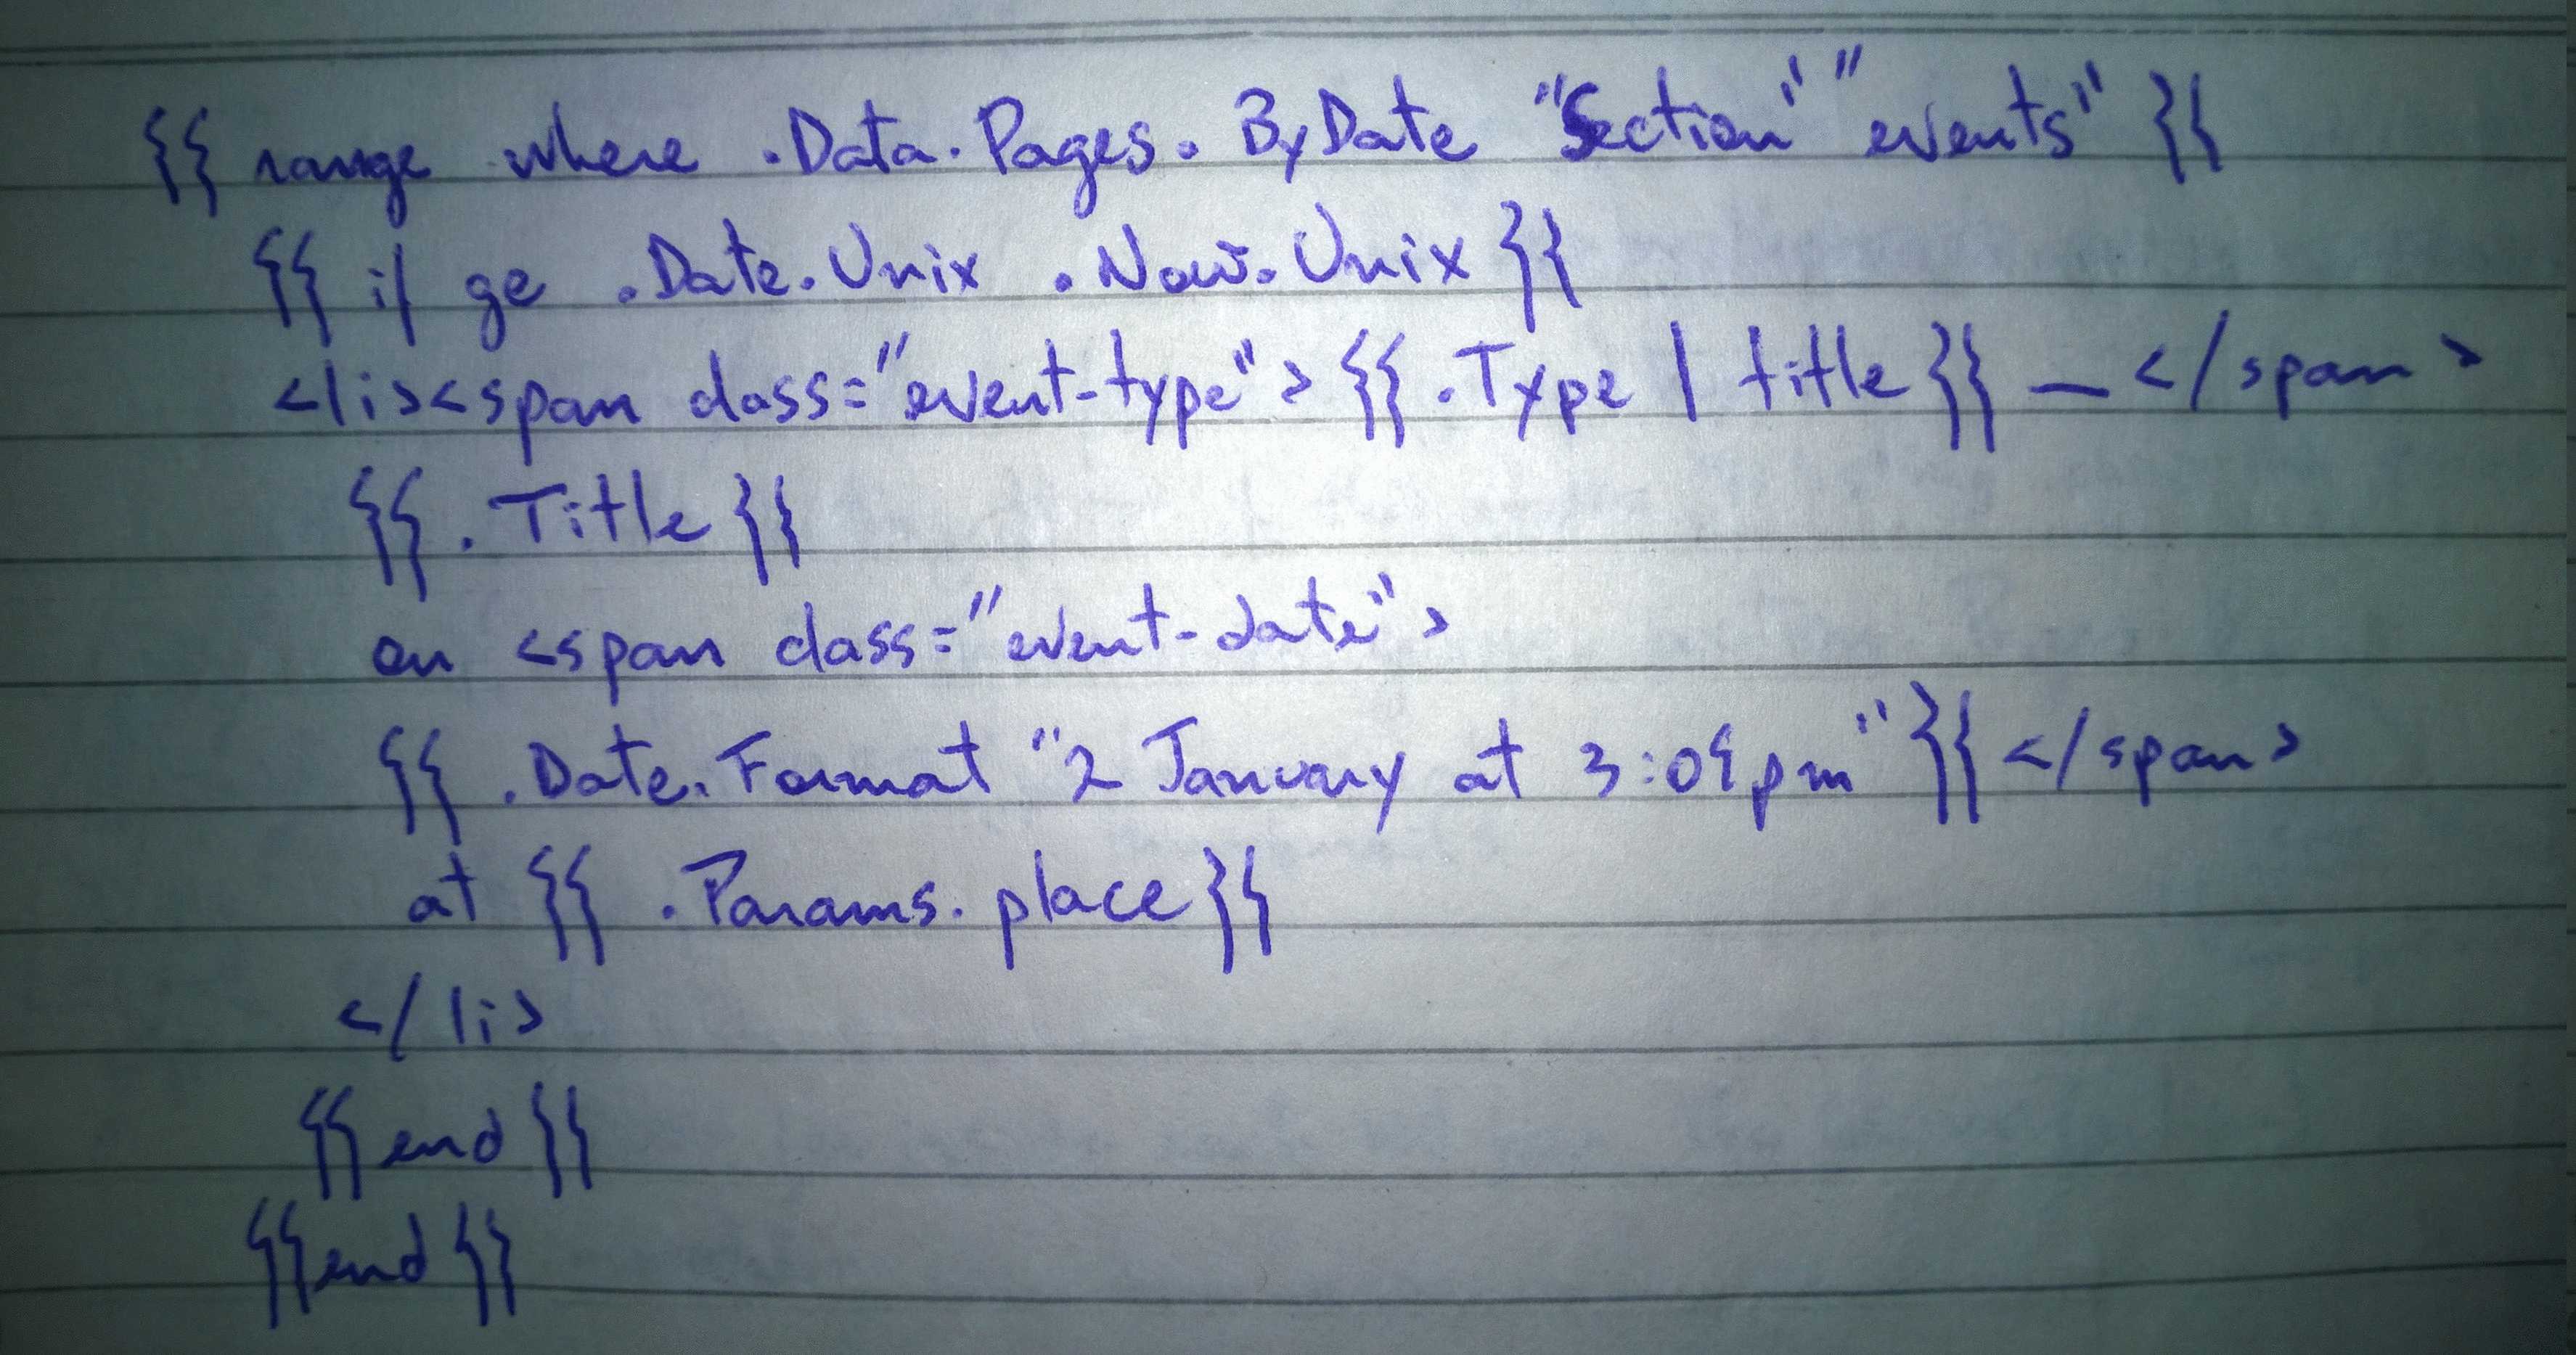 {{ range where .Data.Pages.ByDate "Section" "events" }}
{{ if ge .Date.Unix .Now.Unix }}
<li><span class="event-type">{{ .Type | title }} — </span>
{{ .Title }}
on <span class="event-date">
{{ .Date.Format "2 January at 3:04pm" }}</span>
at {{ .Params.place }}
</li>
{{ end }}
{{ end }}